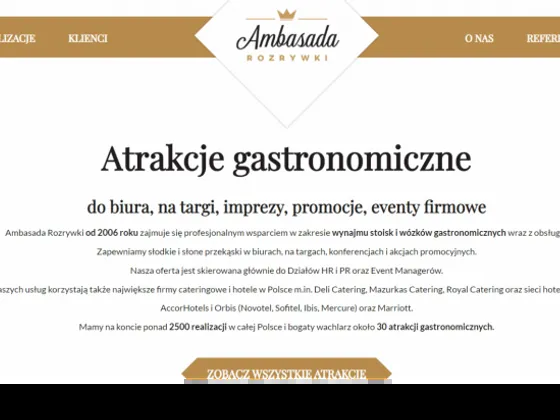 LIZACJE KLIENCI Ambasada O NAS REFERE
ROZRYWKI
Atrakcje gastronomiczne
do biura, na targi, imprezy, promocje, eventy firmowe
Ambasada Rozrywki od 2006 roku zajmuje się profesjonalnym wsparciem w zakresie wynajmu stoisk i wózków gastronomicznych wraz z obsług
Zapewniamy słodkie i słone przekąski w biurach, na targach, konferencjach i akcjach promocyjnych.
Nasza oferta jest skierowana głównie do Działów HR i PR oraz Event Managerów.
aszych usług korzystają także największe firmy cateringowe i hotele w Polsce m.in. Deli Catering, Mazurkas Catering, Royal Catering oraz sieci hote
AccorHotels i Orbis (Novotel, Sofitel, Ibis, Mercure) oraz Marriott.
Mamy na koncie ponad 2500 realizacji w całej Polsce i bogaty wachlarz około 30 atrakcji gastronomicznych.
ZOBACZ WSZYSTKIE ATRAKCJE